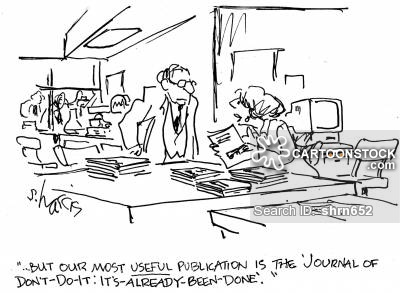 S. Harris
CARTOONSTOCK
.com
Search ID: shrn652
"...BUT OUR MOST USEFUL PUBLICATION IS THE 'JOURNAL OF
DON'T-DO-IT: IT'S-ALREADY-BEEN-DONE'."